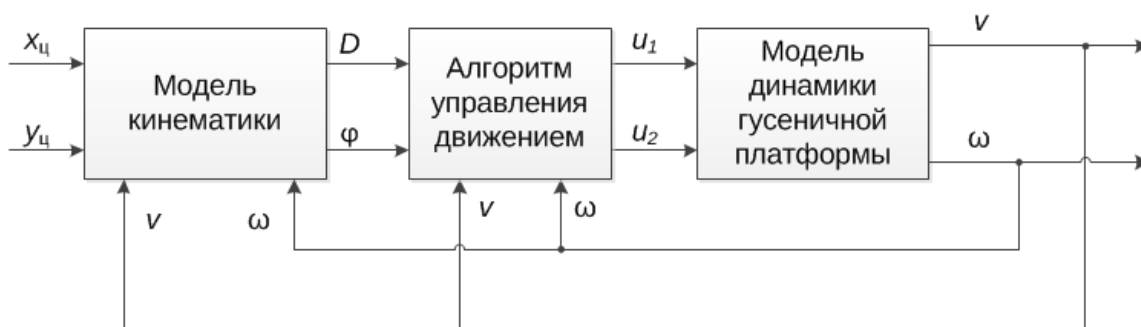 xц
yц
Модель
кинематики
D
φ
Алгоритм
управления
движением
u1
u2
Модель
динамики
гусеничной
платформы
v
ω
v
ω
v
ω